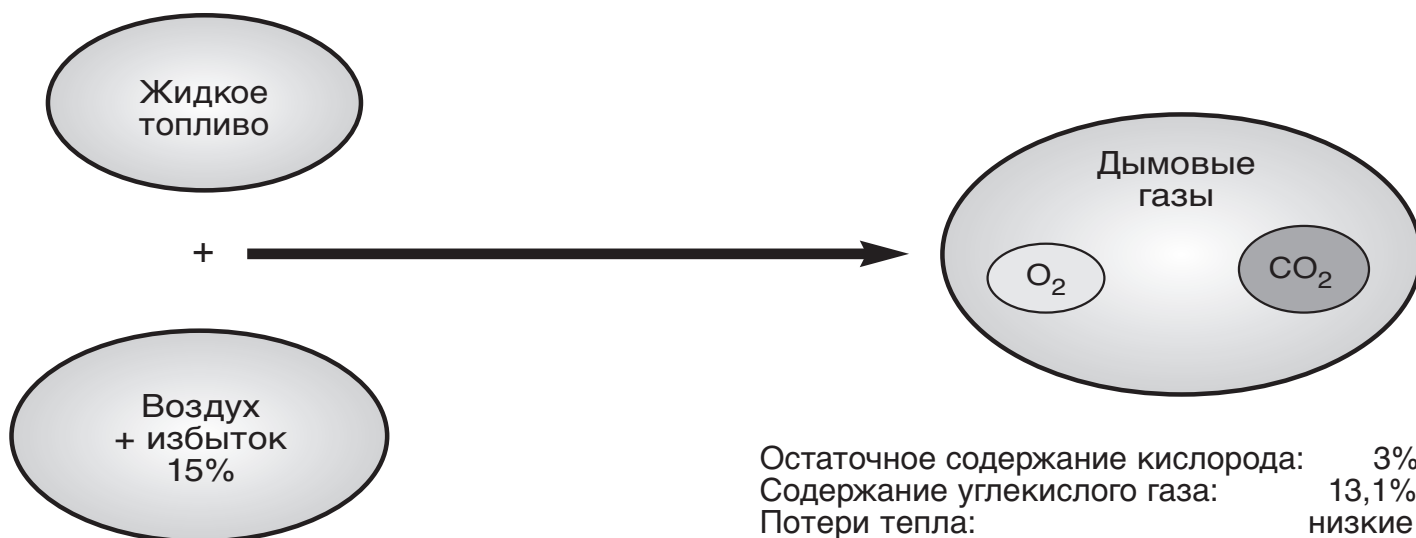 Жидкое
топливо
+
Воздух
+ избыток
15%
Дымовые
газы
O₂
CO₂
Остаточное содержание кислорода: 3%
Содержание углекислого газа: 13,1%
Потери тепла: низкие